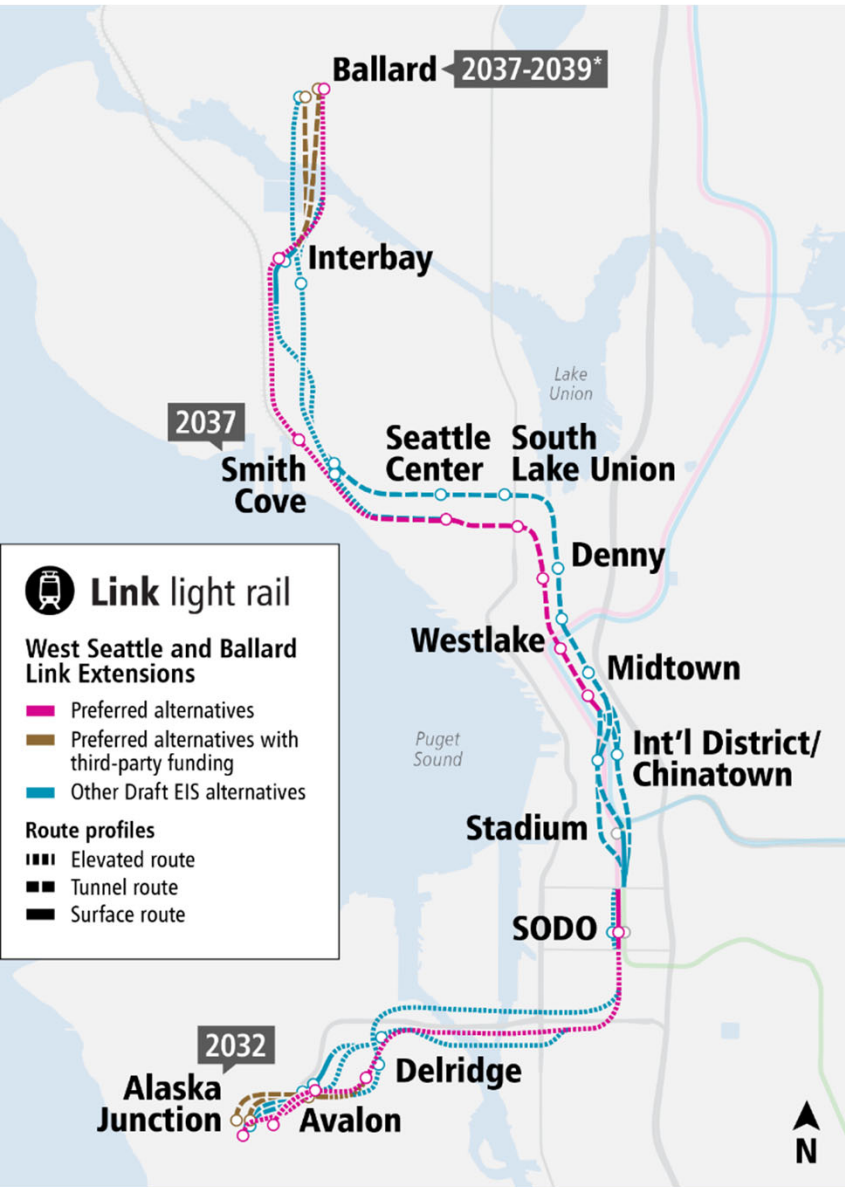 Ballard
2037-2039*
Interbay
Lake
Union
2037
Smith
Cove
Seattle
Center
South
Lake Union
Denny
Westlake
Midtown
Puget
Sound
Int'l District/
Chinatown
Stadium
SODO
2032
Alaska
Junction
Avalon
Delridge
N
Link light rail
West Seattle and Ballard
Link Extensions
Preferred alternatives
Preferred alternatives with
third-party funding
Other Draft EIS alternatives
Route profiles
Elevated route
Tunnel route
Surface route